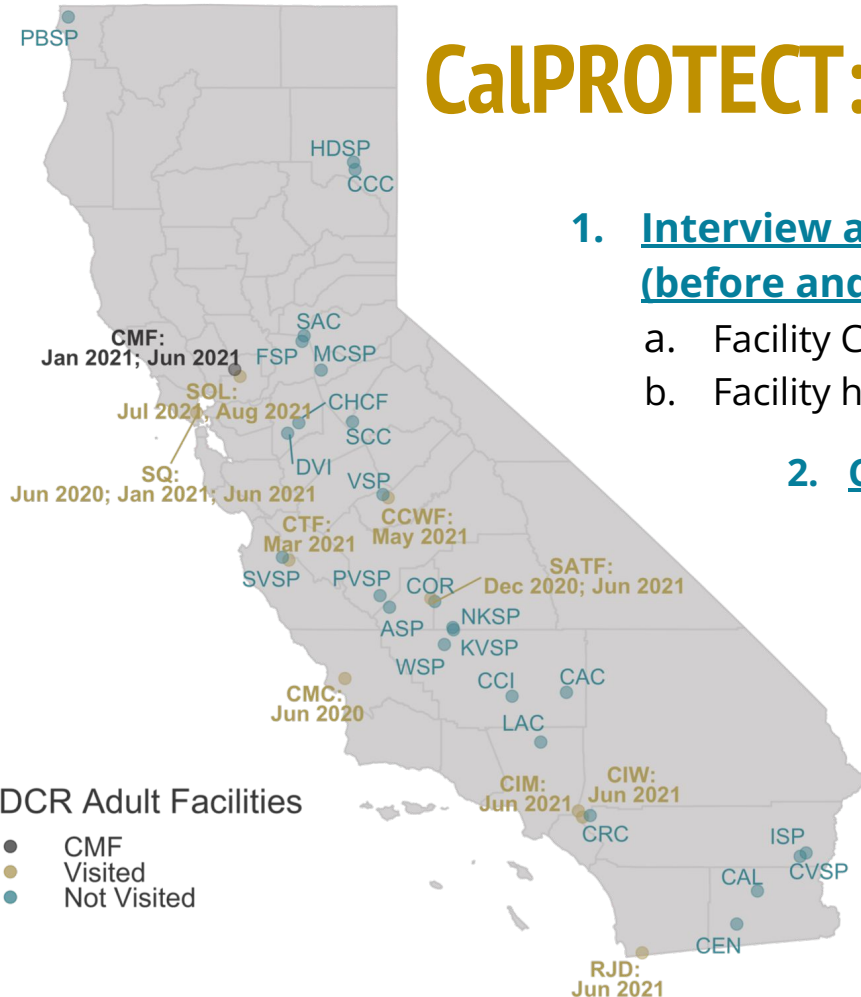 CalPROTECT:
PBSP
HDSP
CCC
1. Interview a
(before and
a. Facility C
b. Facility h
2.
SAC
CMF:
Jan 2021; Jun 2021
FSP
MCSP
SOL:
Jul 2021, Aug 2021
CHCF
SCC
DVI
SQ:
Jun 2020; Jan 2021; Jun 2021
VSP
CCWF:
May 2021
CTF:
Mar 2021
SVSP
PVSP
COR
SATF:
Dec 2020; Jun 2021
ASP
NKSP
KVSP
WSP
CCI
CAC
CMC:
Jun 2020
LAC
CIM:
Jun 2021
CIW:
Jun 2021
CRC
ISP
CVSP
CAL
CEN
RJD:
Jun 2021
DCR Adult Facilities
CMF
Visited
Not Visited